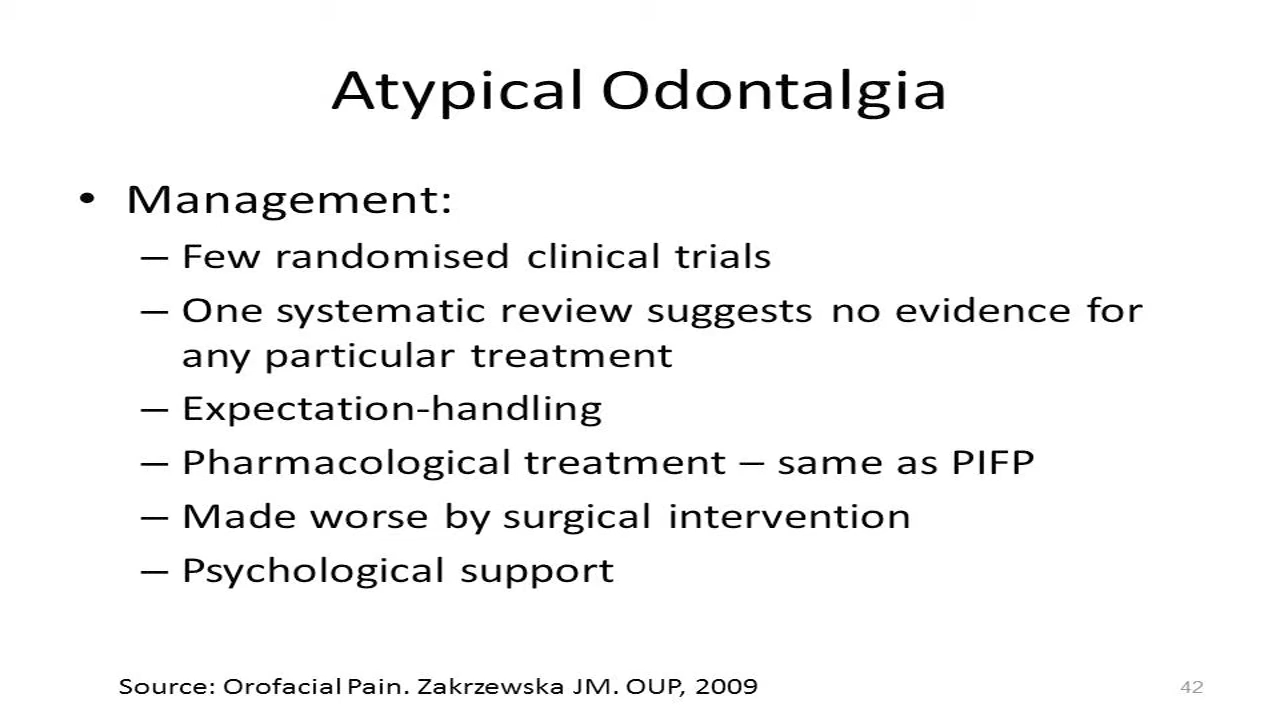 Atypical Odontalgia
• Management:
– Few randomised clinical trials
– One systematic review suggests no evidence for
any particular treatment
– Expectation-handling
– Pharmacological treatment – same as PIFP
– Made worse by surgical intervention
– Psychological support
Source: Orofacial Pain. Zakrzewska JM. OUP, 2009
42